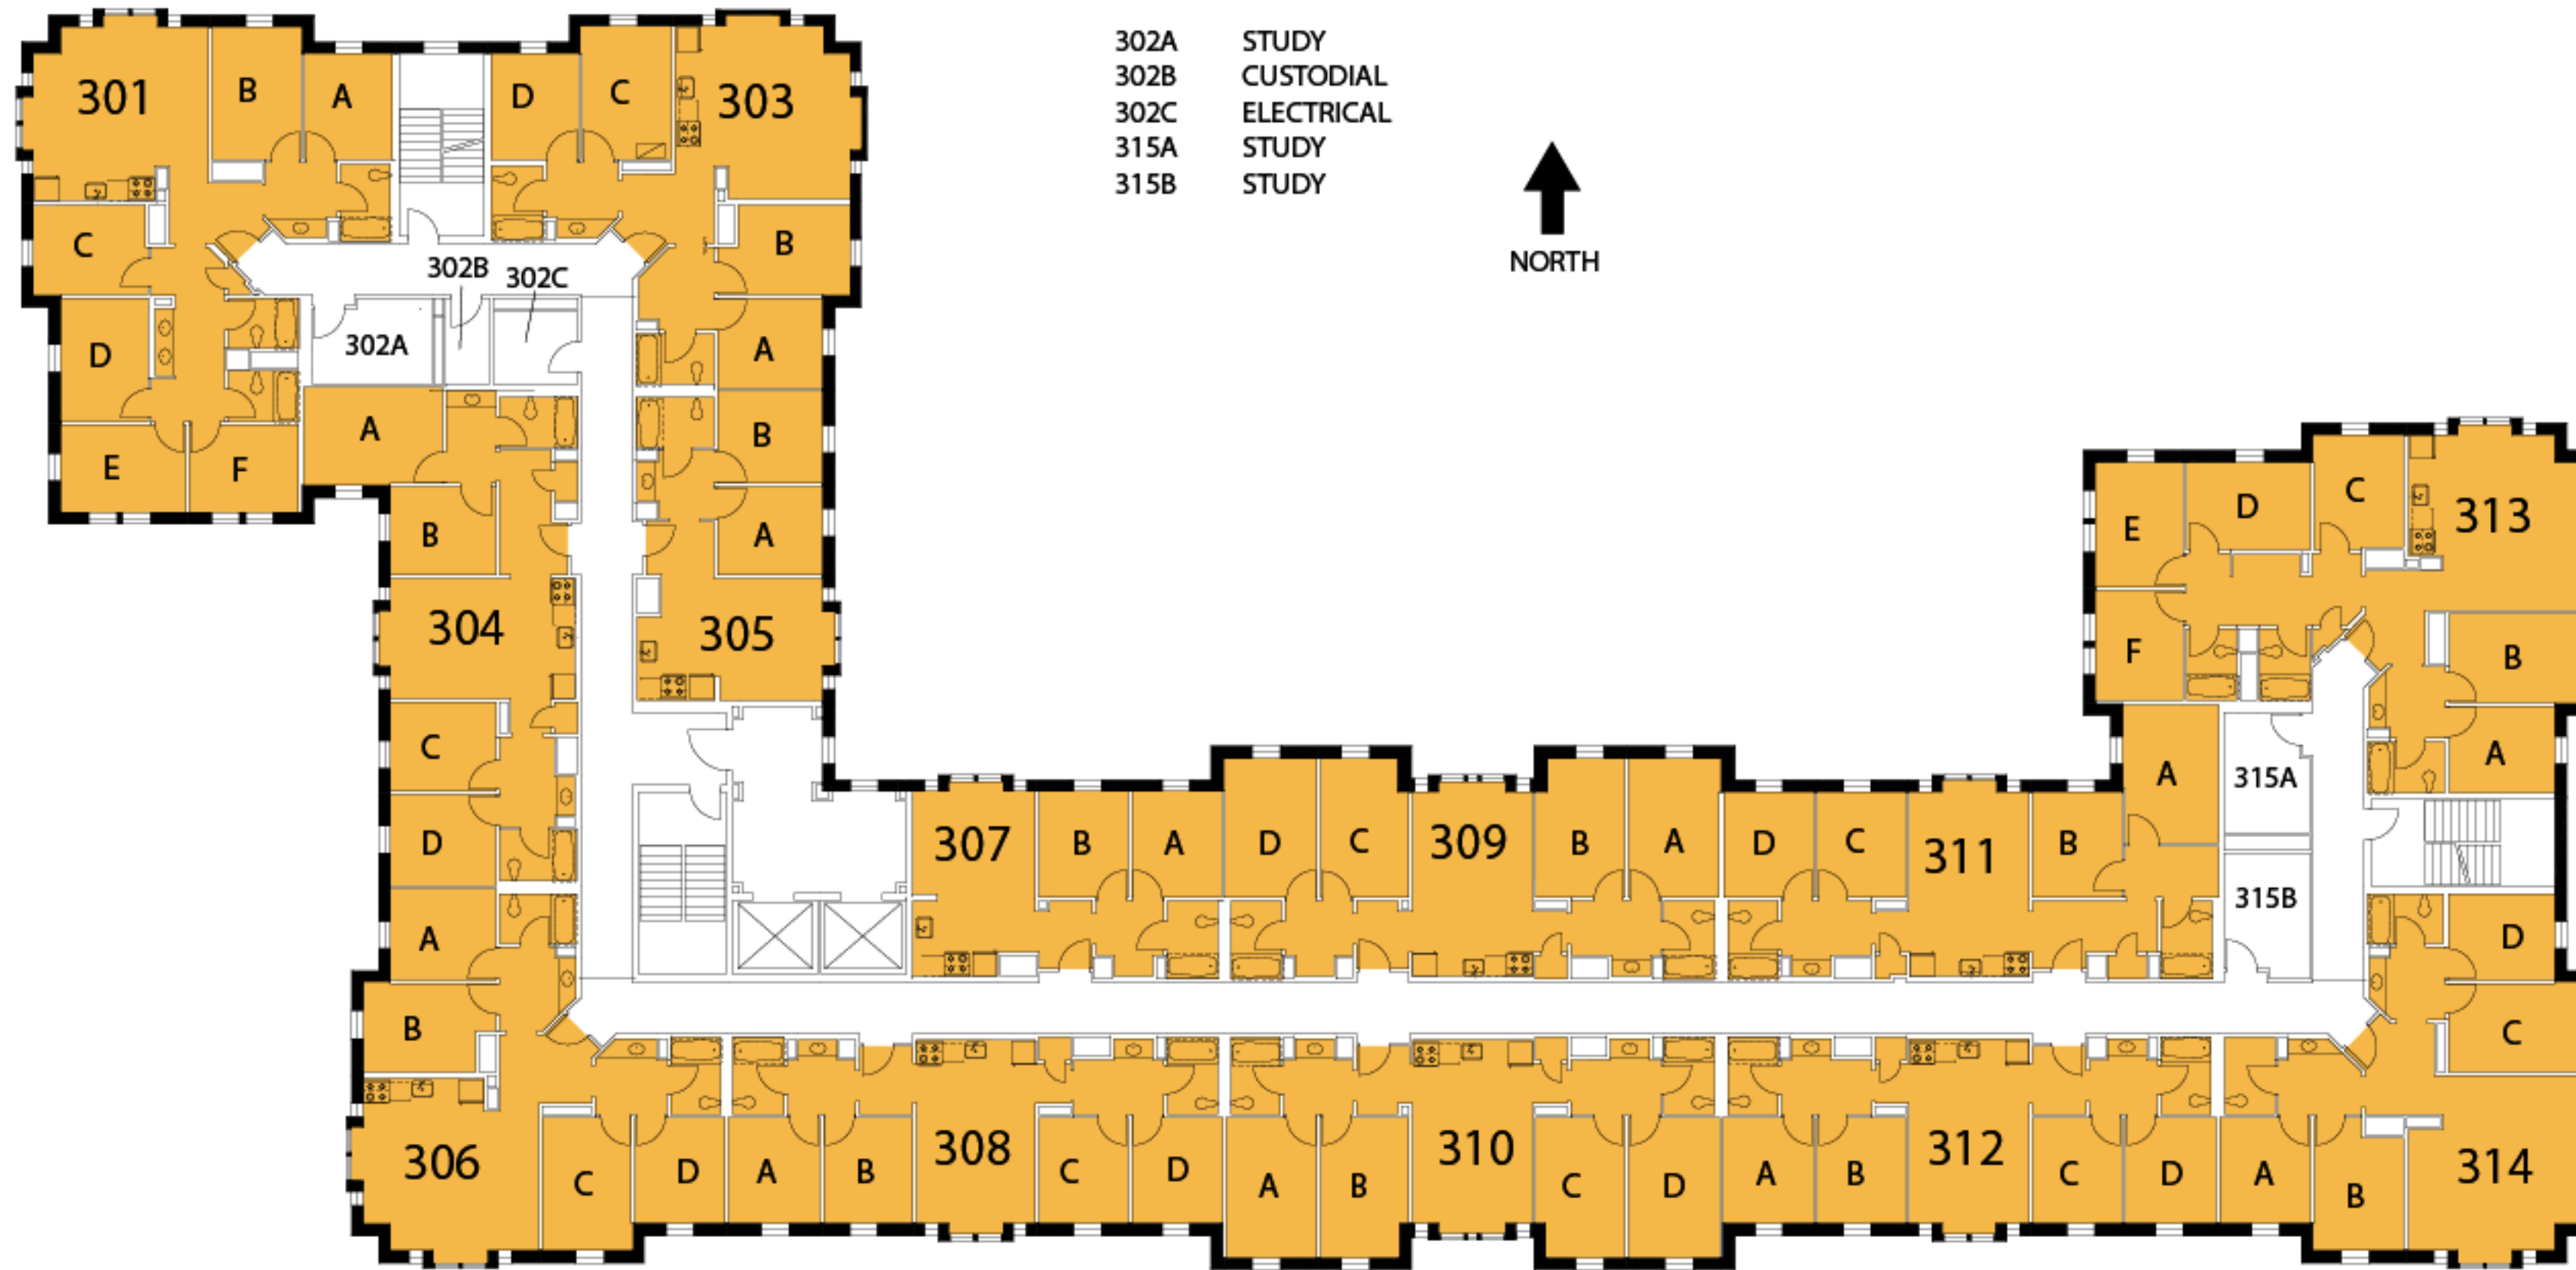 302A STUDY
302B CUSTODIAL
302C ELECTRICAL
315A STUDY
315B STUDY
NORTH
301 B A D C 303
C 302B 302C B
D 302A A
A B
E F
B A
304 305
C
D
A
B
306 C D
307 B A D C 309 B A D C 311 B
A B 308 C D A B 310 C D A B 312 C D A B 314
E D C 313
F B
A 315A A
315B D
C